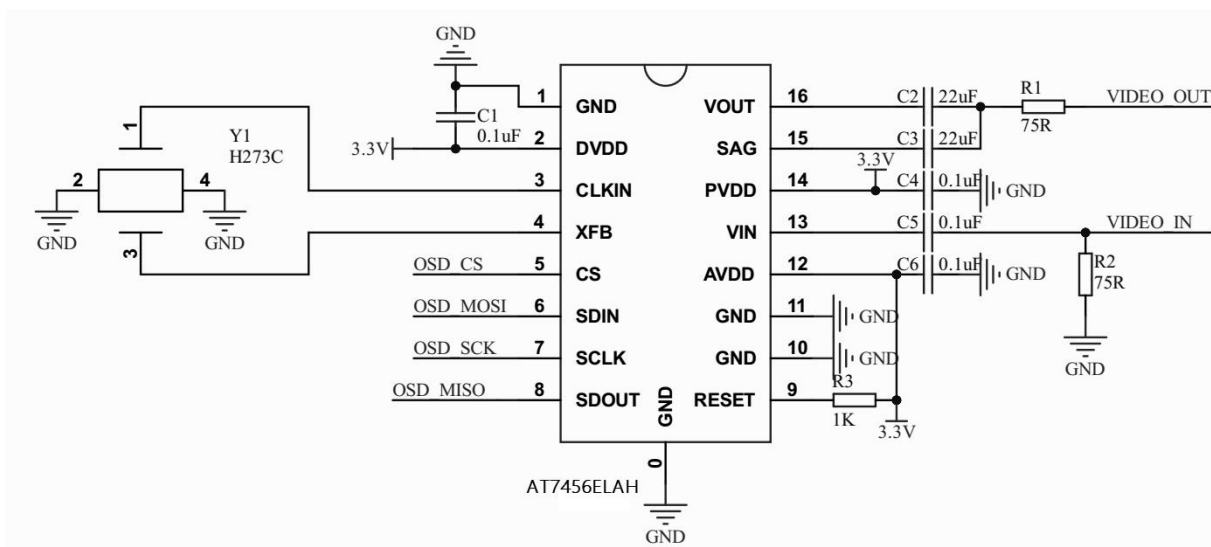 GND
1
Y1
H273C
2
4
GND
GND
3
C1
0.1uF
3.3V
1 GND
2 DVDD
3 CLKIN
4 XFB
OSD_CS 5 CS
OSD_MOSI 6 SDIN
OSD_SCK 7 SCLK
OSD_MISO 8 SDOUT
VOUT 16 C2 22uF R1 VIDEO_OUT
75R
SAG 15 C3 22uF
3.3V
PVDD 14 C4 0.1uF GND
VIN 13 C5 0.1uF VIDEO_IN
AVDD 12 C6 0.1uF GND
R2
75R
GND
GND 11 GND
GND 10 GND
R3
RESET 9
1K
3.3V
GND
0
AT7456ELAH
GND